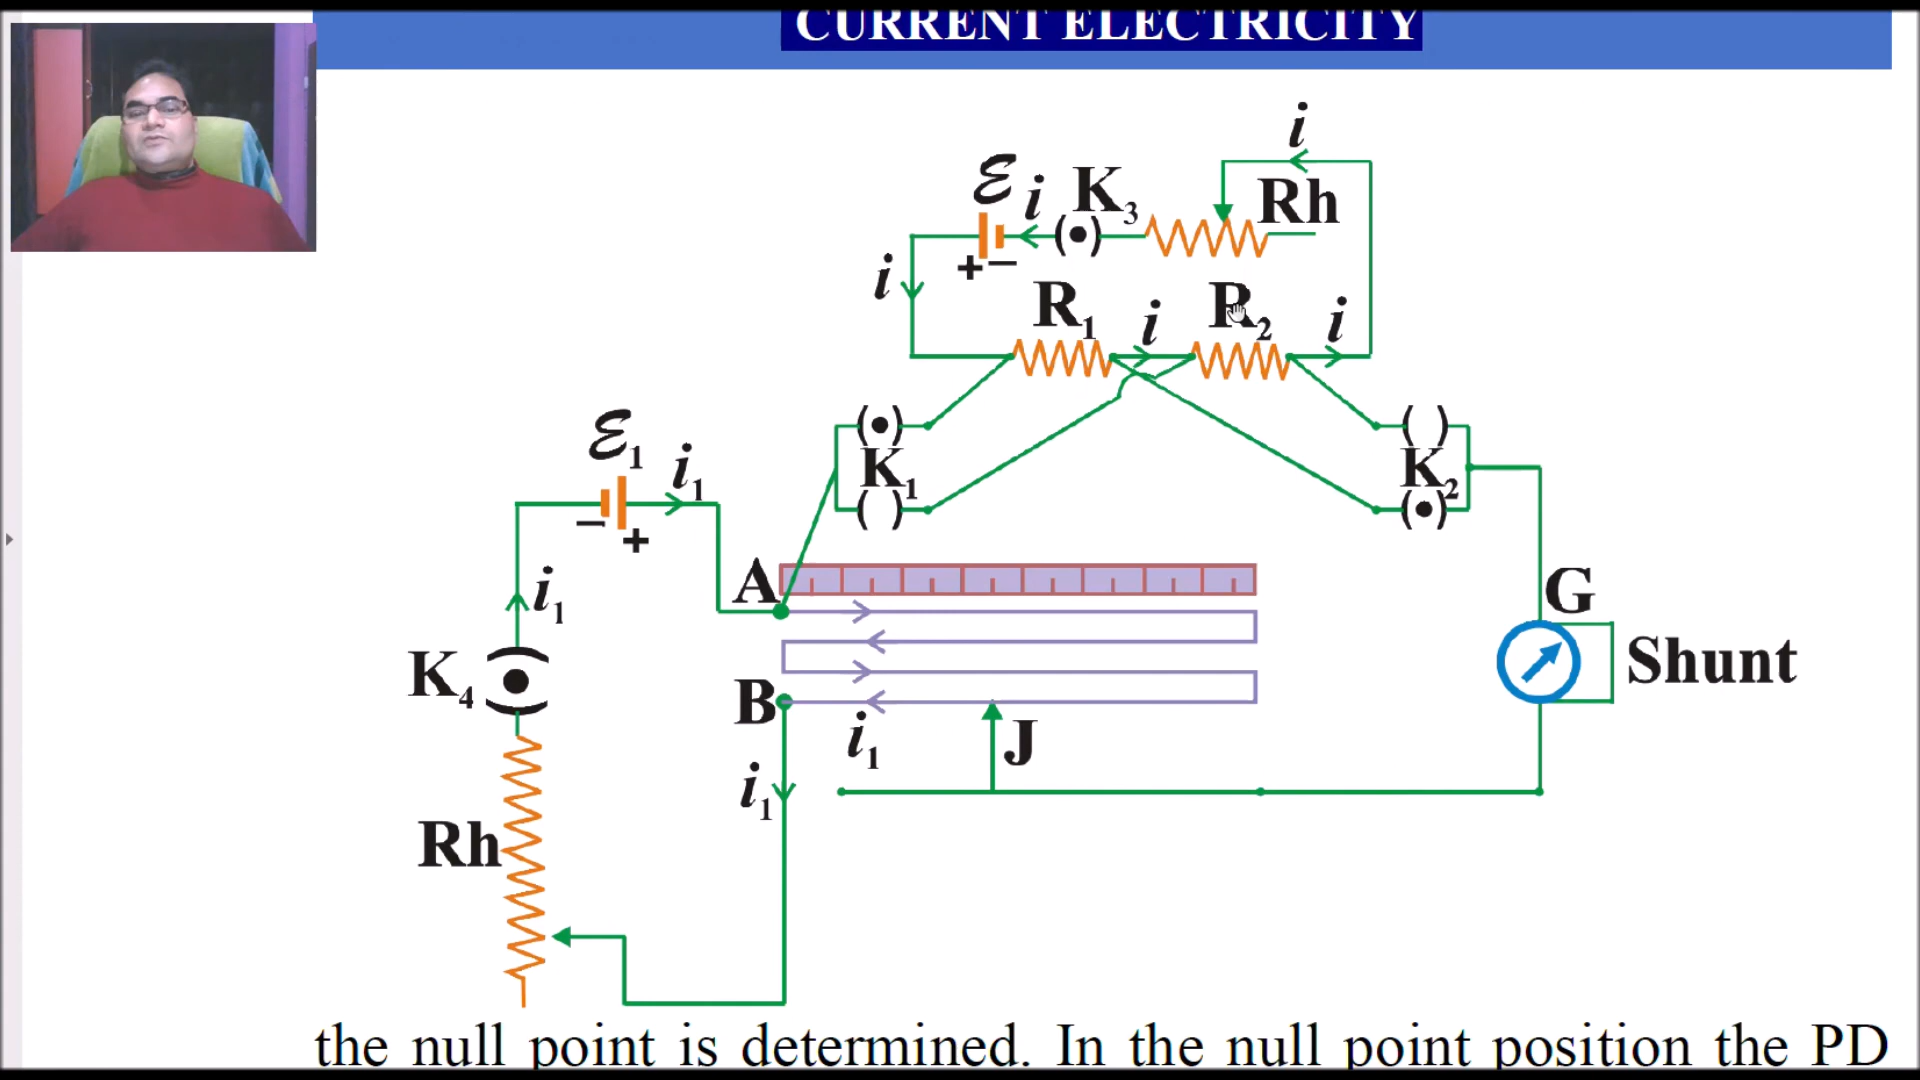 CURRENT ELECTRICITY
i
ℰ i K3 Rh
+ −
i R1 i R2 i
ℰ1 i1 K1 K2
− +
A G
i1
K4 B Shunt
i1 J
i1
Rh
the null point is determined. In the null point position the PD